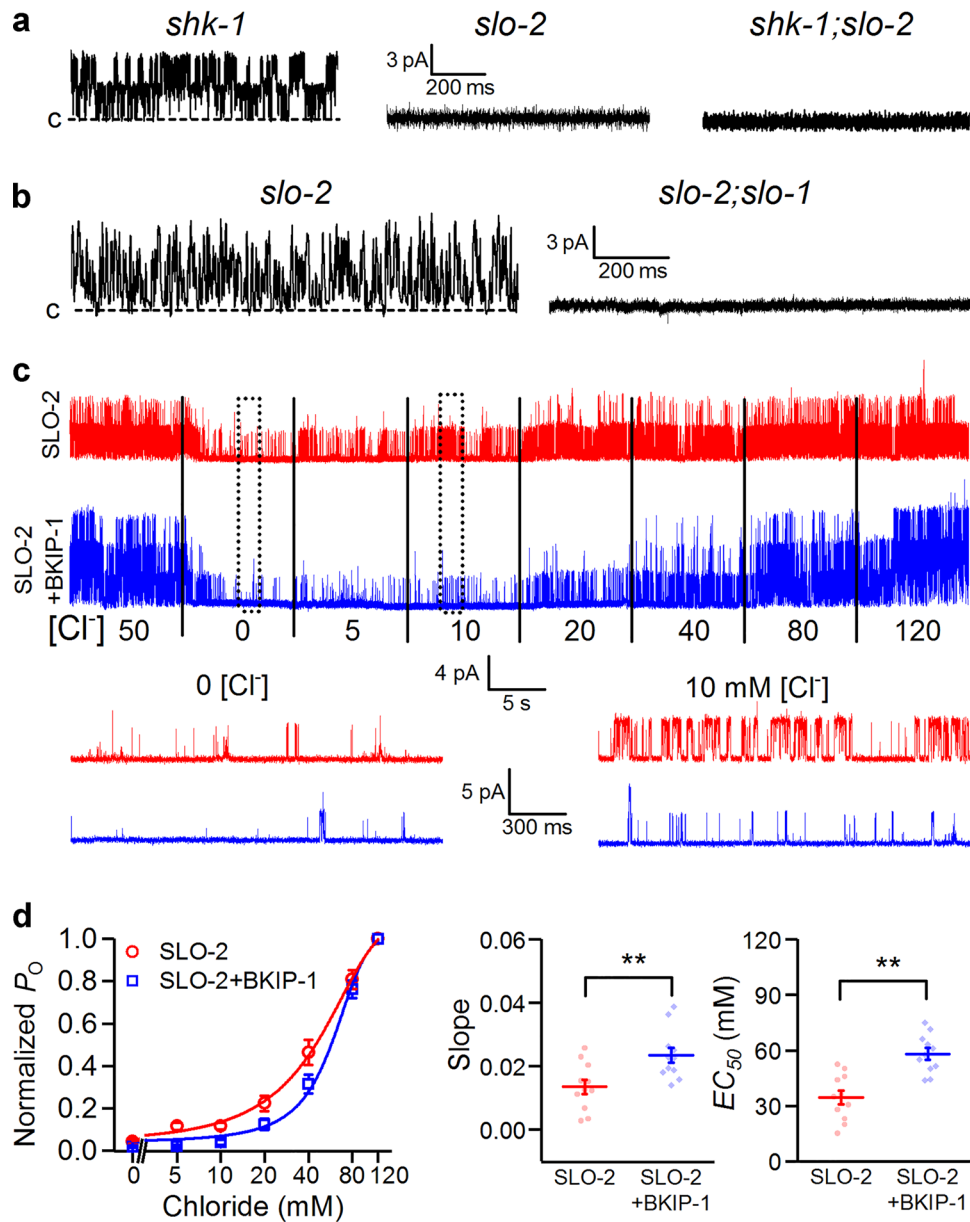 a
shk-1
slo-2
shk-1;slo-2
3 pA
200 ms
c
b
slo-2
slo-2;slo-1
3 pA
200 ms
c
c
SLO-2
SLO-2
+BKIP-1
[Cl⁻] 50 0 5 10 20 40 80 120
0 [Cl⁻]
4 pA
5 s
10 mM [Cl⁻]
5 pA
300 ms
d
Normalized Pₒ
1.0
0.8
0.6
0.4
0.2
0.0
SLO-2
SLO-2+BKIP-1
0 5 10 20 40 80 120
Chloride (mM)
Slope
0.06
0.04
0.02
0.00
**
SLO-2
SLO-2
+BKIP-1
EC₅₀ (mM)
120
90
60
30
0
**
SLO-2
SLO-2
+BKIP-1